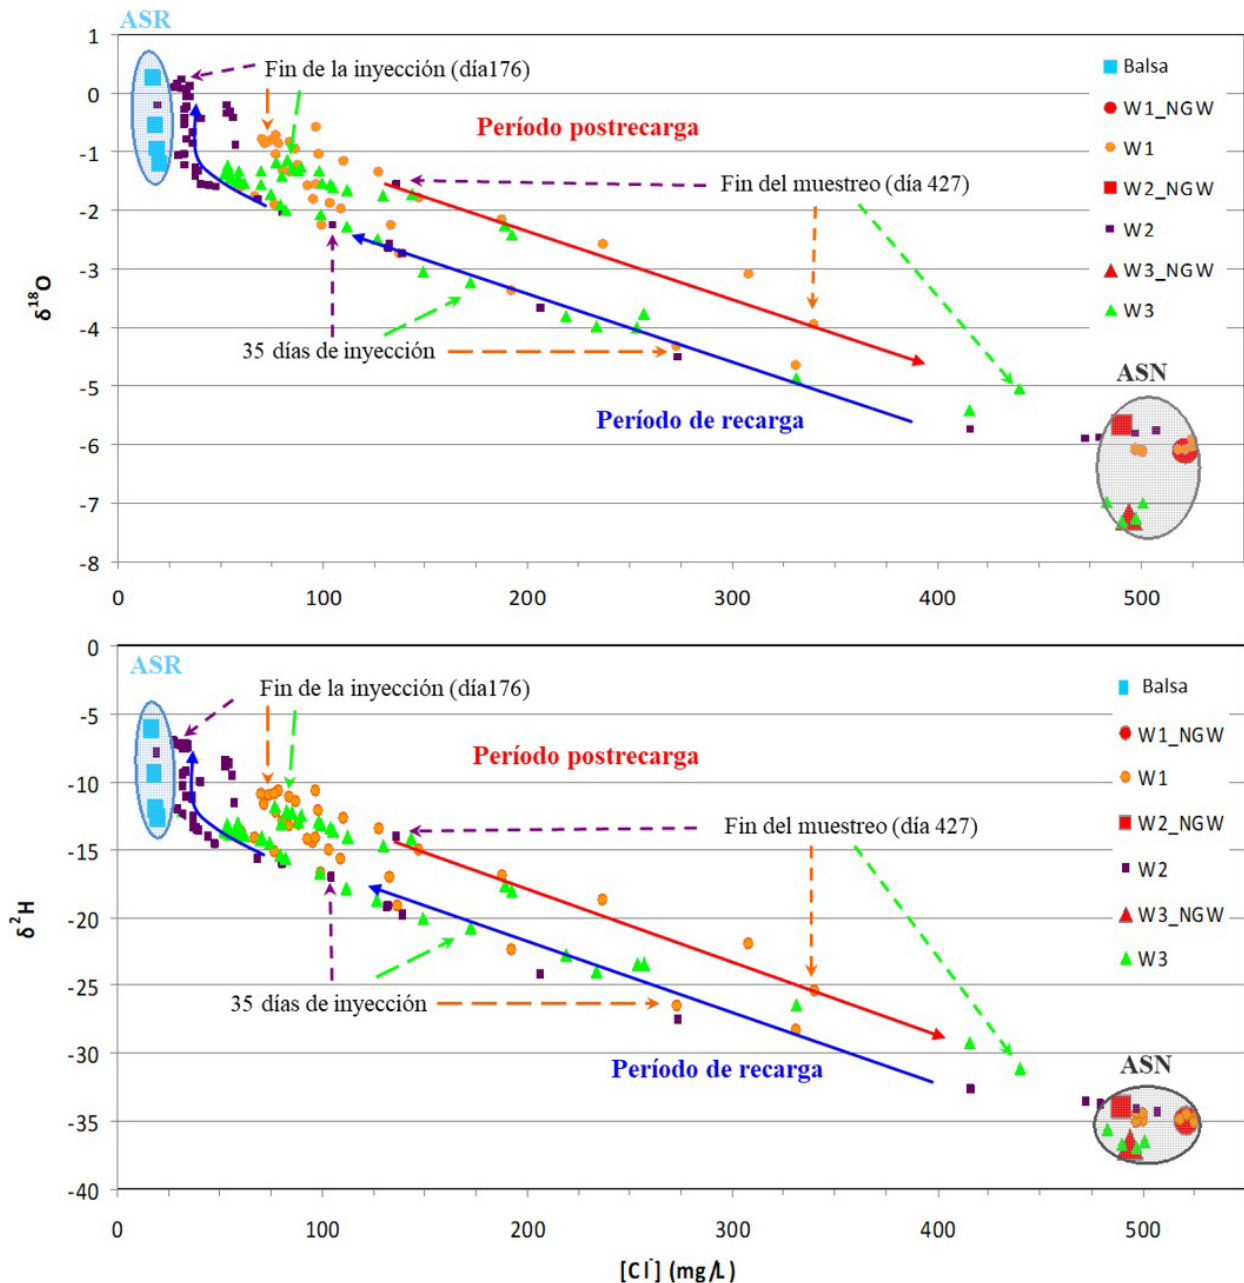 ASR
1
0
-1
-2
-3
-4
-5
-6
-7
-8
δ¹⁸O
Fin de la inyección (día176)
Período postrecarga
Fin del muestreo (día 427)
35 días de inyección
Período de recarga
ASN
Balsa
W1_NGW
W1
W2_NGW
W2
W3_NGW
W3
0 100 200 300 400 500
0
-5
-10
-15
-20
-25
-30
-35
-40
δ²H
ASR
Fin de la inyección (día176)
Período postrecarga
Fin del muestreo (día 427)
35 días de inyección
Período de recarga
ASN
Balsa
W1_NGW
W1
W2_NGW
W2
W3_NGW
W3
0 100 200 300 400 500
[Cl⁻] (mg/L)